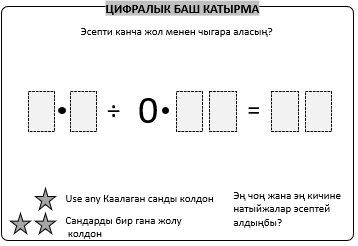 ЦИФРАЛЫК БАШ КАТЫРМА
Эсепти канча жол менен чыгара аласың?
• ÷ 0• =
Use any Каалаган санды колдон
Сандарды бир гана жолу
колдон
Эң чоң жана эң кичине
натыйжалар эсептей
алдыңбы?